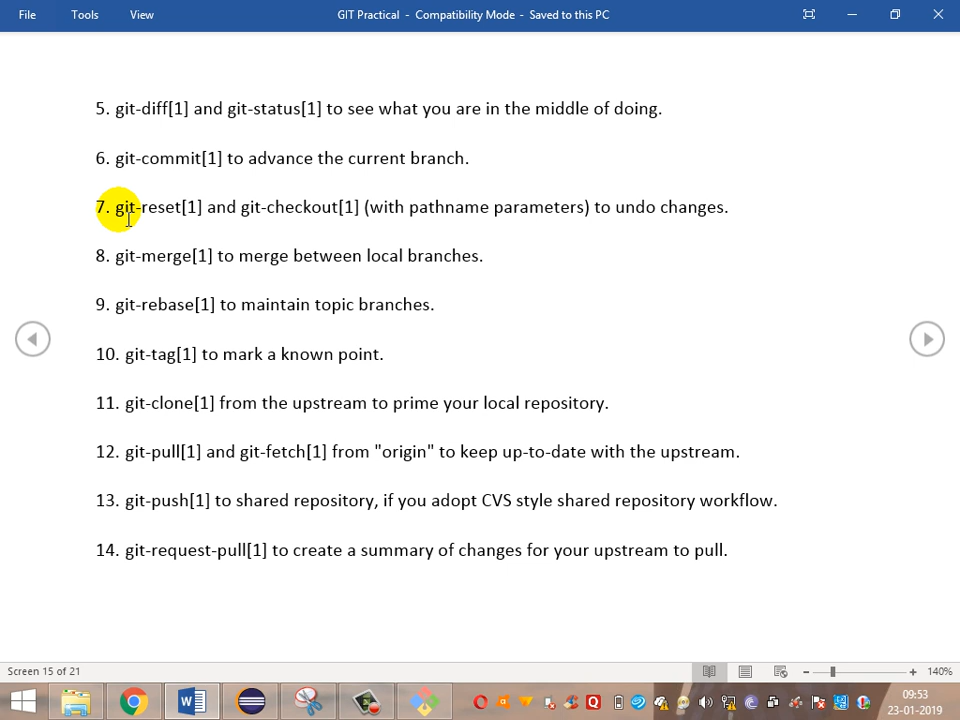 File Tools View GIT Practical - Compatibility Mode - Saved to this PC
5. git-diff[1] and git-status[1] to see what you are in the middle of doing.
6. git-commit[1] to advance the current branch.
7. git-reset[1] and git-checkout[1] (with pathname parameters) to undo changes.
8. git-merge[1] to merge between local branches.
9. git-rebase[1] to maintain topic branches.
10. git-tag[1] to mark a known point.
11. git-clone[1] from the upstream to prime your local repository.
12. git-pull[1] and git-fetch[1] from "origin" to keep up-to-date with the upstream.
13. git-push[1] to shared repository, if you adopt CVS style shared repository workflow.
14. git-request-pull[1] to create a summary of changes for your upstream to pull.
Screen 15 of 21 140%
09:53
23-01-2019